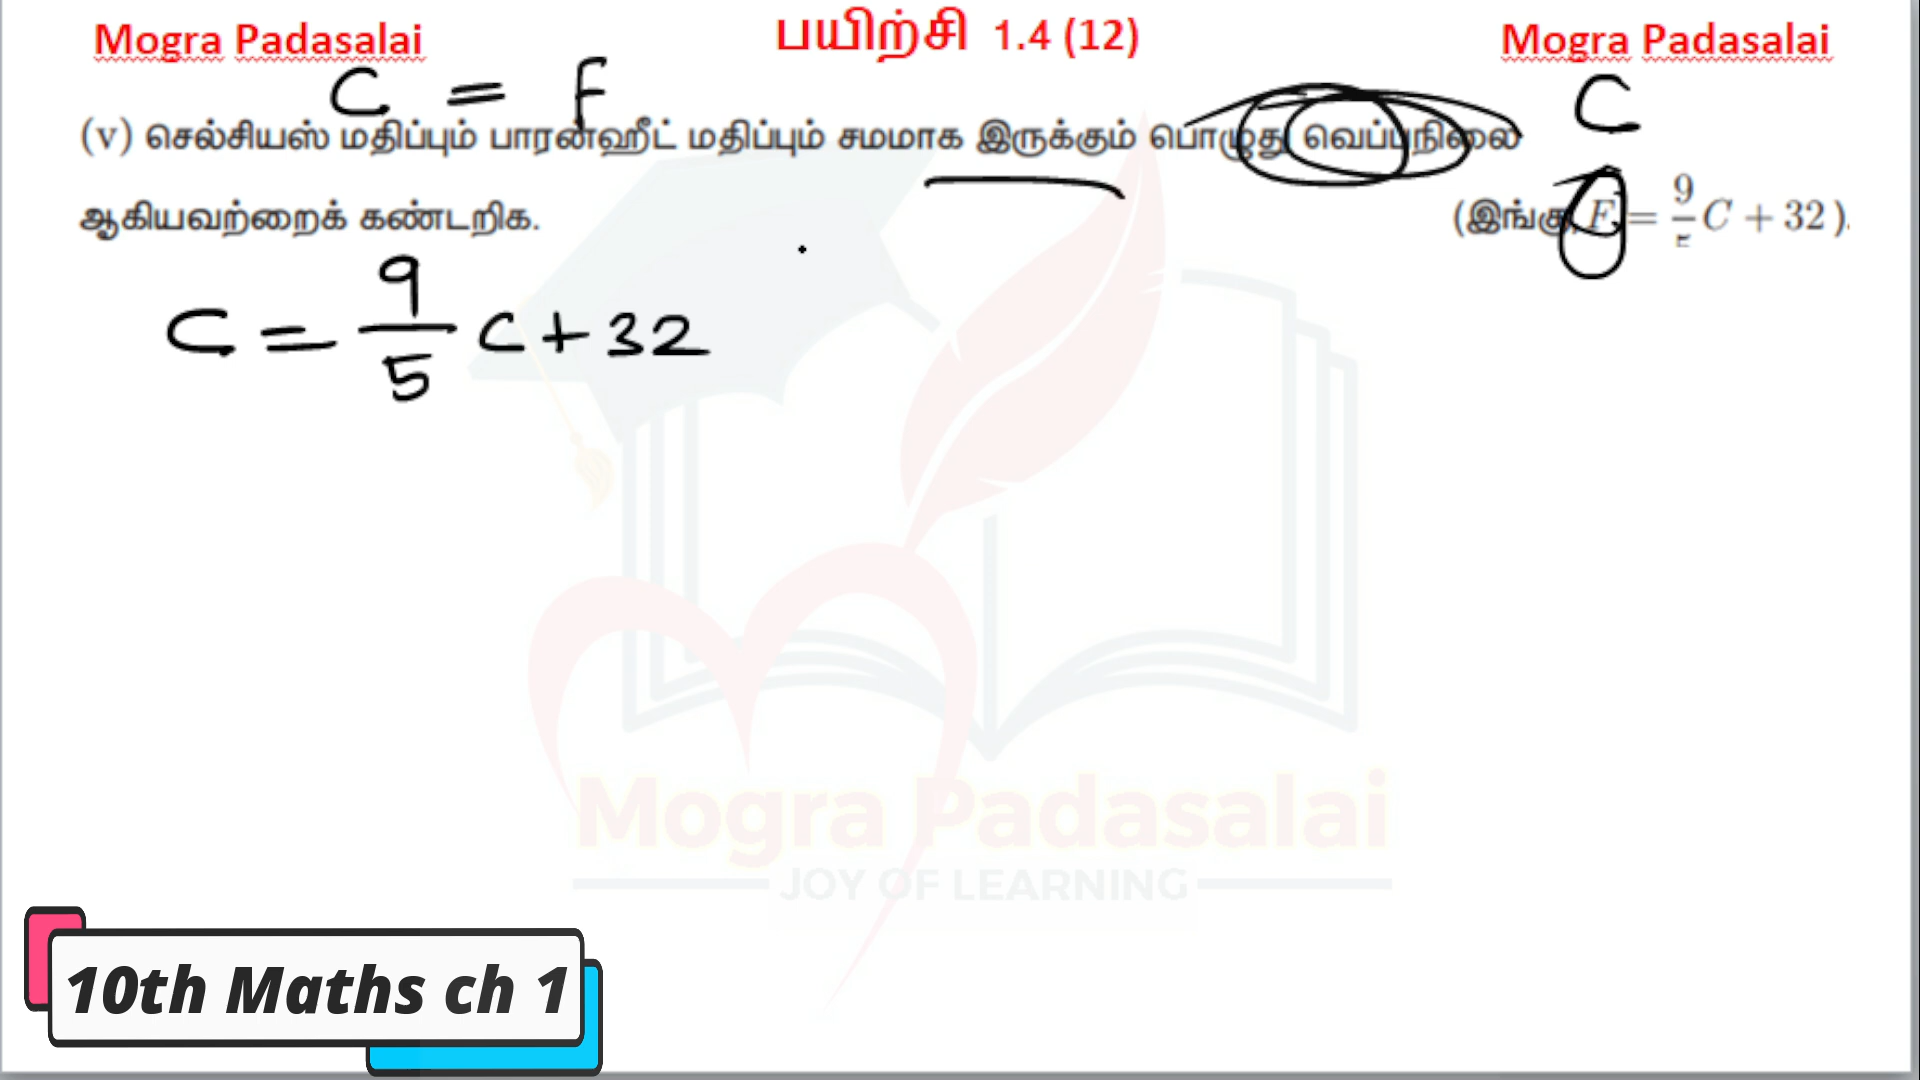 Mogra Padasalai பயிற்சி 1.4 (12) Mogra Padasalai
C = F
C
(v) செல்சியஸ் மதிப்பும் பாரன்ஹீட் மதிப்பும் சமமாக இருக்கும் பொழுது வெப்பநிலை
ஆகியவற்றைக் கண்டறிக. (இங்கு, F = 9/5 C + 32 ).
C = 9/5 C + 32
Mogra Padasalai
JOY OF LEARNING
10th Maths ch 1